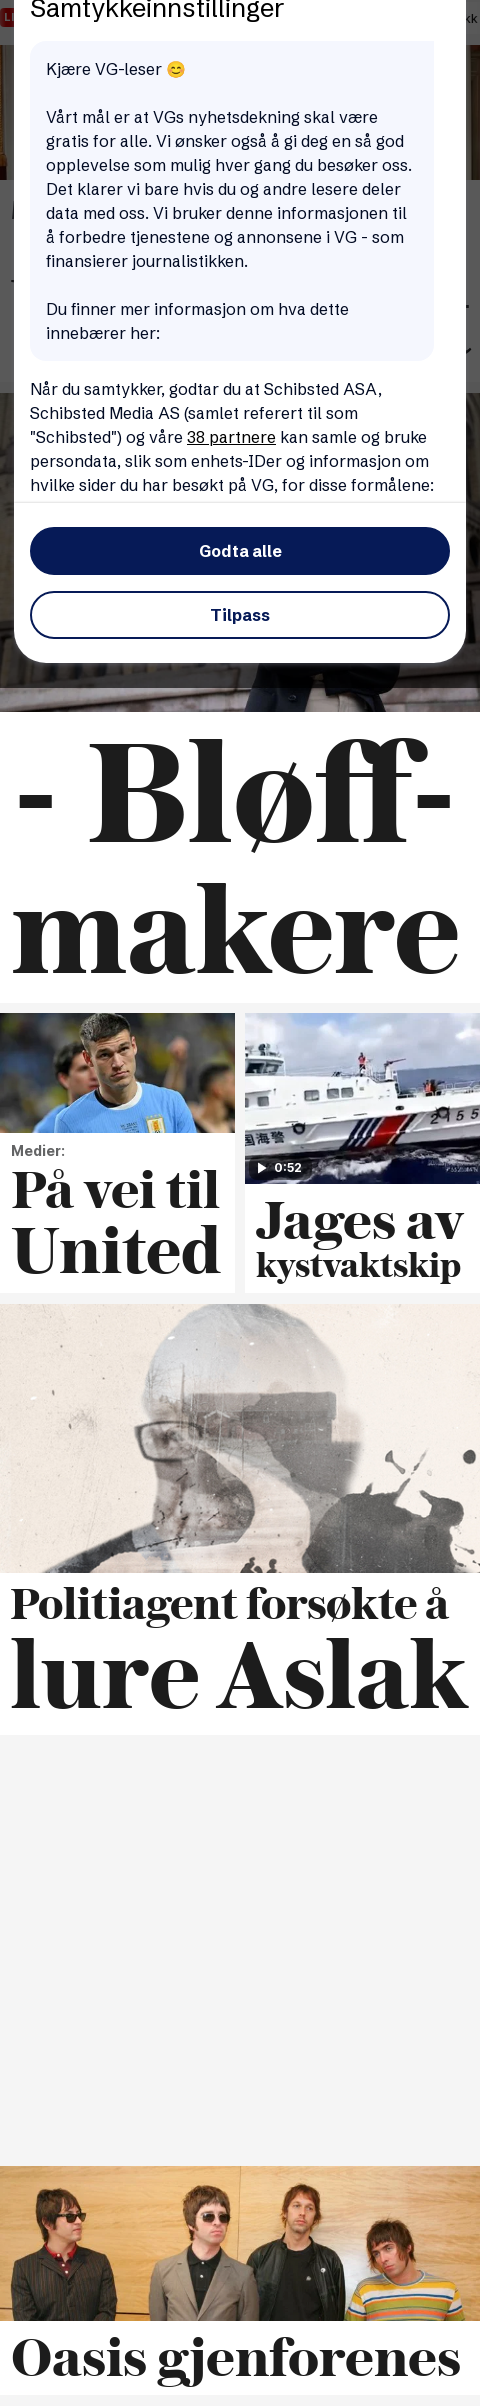 Samtykkeinnstillinger
Kjære VG-leser 😊
Vårt mål er at VGs nyhetsdekning skal være
gratis for alle. Vi ønsker også å gi deg en så god
opplevelse som mulig hver gang du besøker oss.
Det klarer vi bare hvis du og andre lesere deler
data med oss. Vi bruker denne informasjonen til
å forbedre tjenestene og annonsene i VG - som
finansierer journalistikken.
Du finner mer informasjon om hva dette
innebærer her:
Når du samtykker, godtar du at Schibsted ASA,
Schibsted Media AS (samlet referert til som
"Schibsted") og våre 38 partnere kan samle og bruke
persondata, slik som enhets-IDer og informasjon om
hvilke sider du har besøkt på VG, for disse formålene:
Godta alle
Tilpass
- Bløff-
makere
Medier:
På vei til
United
0:52
Jages av
kystvaktskip
Politiagent forsøkte å
lure Aslak
Oasis gjenforenes